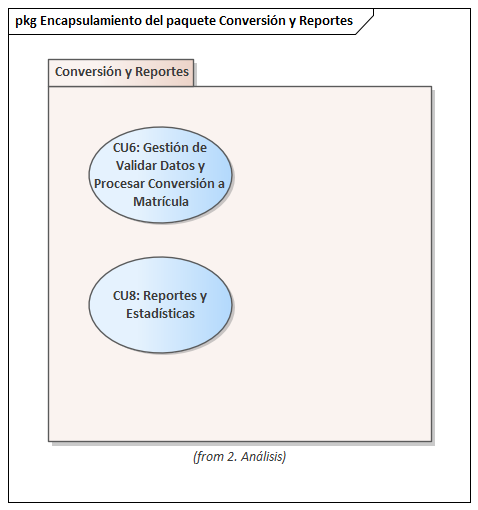 pkg Encapsulamiento del paquete Conversión y Reportes
Conversión y Reportes
CU6: Gestión de
Validar Datos y
Procesar Conversión a
Matrícula
CU8: Reportes y
Estadísticas
(from 2. Análisis)